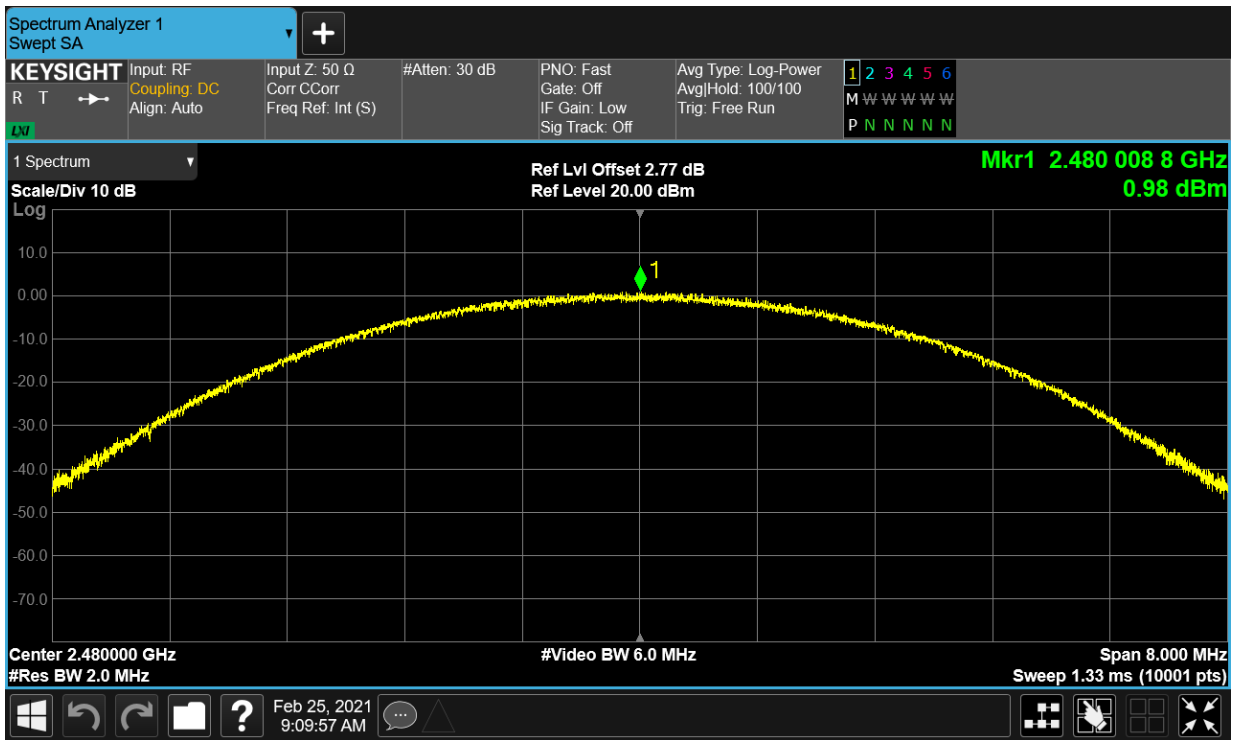 Spectrum Analyzer 1
Swept SA
+
KEYSIGHT
R T
LXI
Input: RF
Coupling: DC
Align: Auto
Input Z: 50 Ω
Corr CCorr
Freq Ref: Int (S)
#Atten: 30 dB
PNO: Fast
Gate: Off
IF Gain: Low
Sig Track: Off
Avg Type: Log-Power
Avg|Hold: 100/100
Trig: Free Run
1 2 3 4 5 6
M W W W W W
P N N N N N
1 Spectrum
Scale/Div 10 dB
Log
Ref Lvl Offset 2.77 dB
Ref Level 20.00 dBm
Mkr1 2.480 008 8 GHz
0.98 dBm
1
10.0
0.00
-10.0
-20.0
-30.0
-40.0
-50.0
-60.0
-70.0
Center 2.480000 GHz
#Res BW 2.0 MHz
#Video BW 6.0 MHz
Span 8.000 MHz
Sweep 1.33 ms (10001 pts)
?
Feb 25, 2021
9:09:57 AM